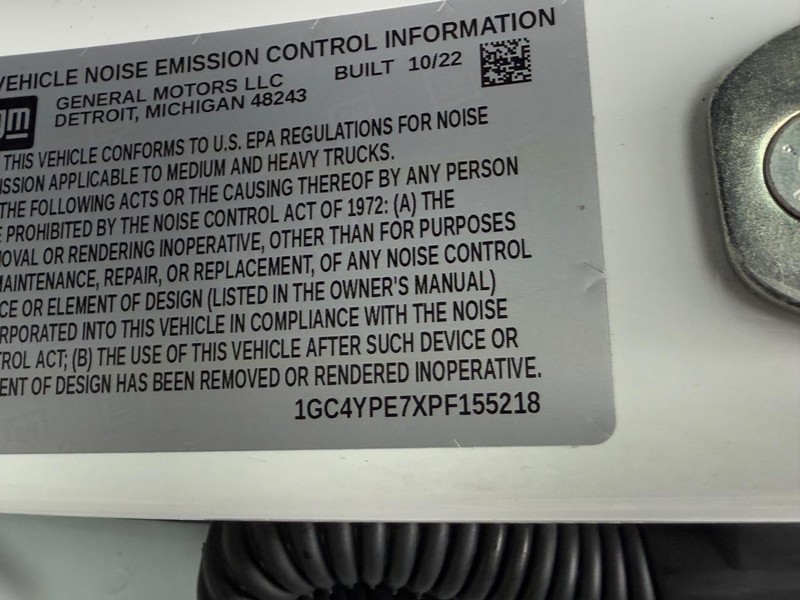 VEHICLE NOISE EMISSION CONTROL INFORMATION
gm GENERAL MOTORS LLC BUILT 10/22
DETROIT, MICHIGAN 48243
THIS VEHICLE CONFORMS TO U.S. EPA REGULATIONS FOR NOISE
ISSION APPLICABLE TO MEDIUM AND HEAVY TRUCKS.
THE FOLLOWING ACTS OR THE CAUSING THEREOF BY ANY PERSON
E PROHIBITED BY THE NOISE CONTROL ACT OF 1972: (A) THE
OVAL OR RENDERING INOPERATIVE, OTHER THAN FOR PURPOSES
MAINTENANCE, REPAIR, OR REPLACEMENT, OF ANY NOISE CONTROL
CE OR ELEMENT OF DESIGN (LISTED IN THE OWNER'S MANUAL)
RPORATED INTO THIS VEHICLE IN COMPLIANCE WITH THE NOISE
TROL ACT; (B) THE USE OF THIS VEHICLE AFTER SUCH DEVICE OR
ENT OF DESIGN HAS BEEN REMOVED OR RENDERED INOPERATIVE.
1GC4YPE7XPF155218